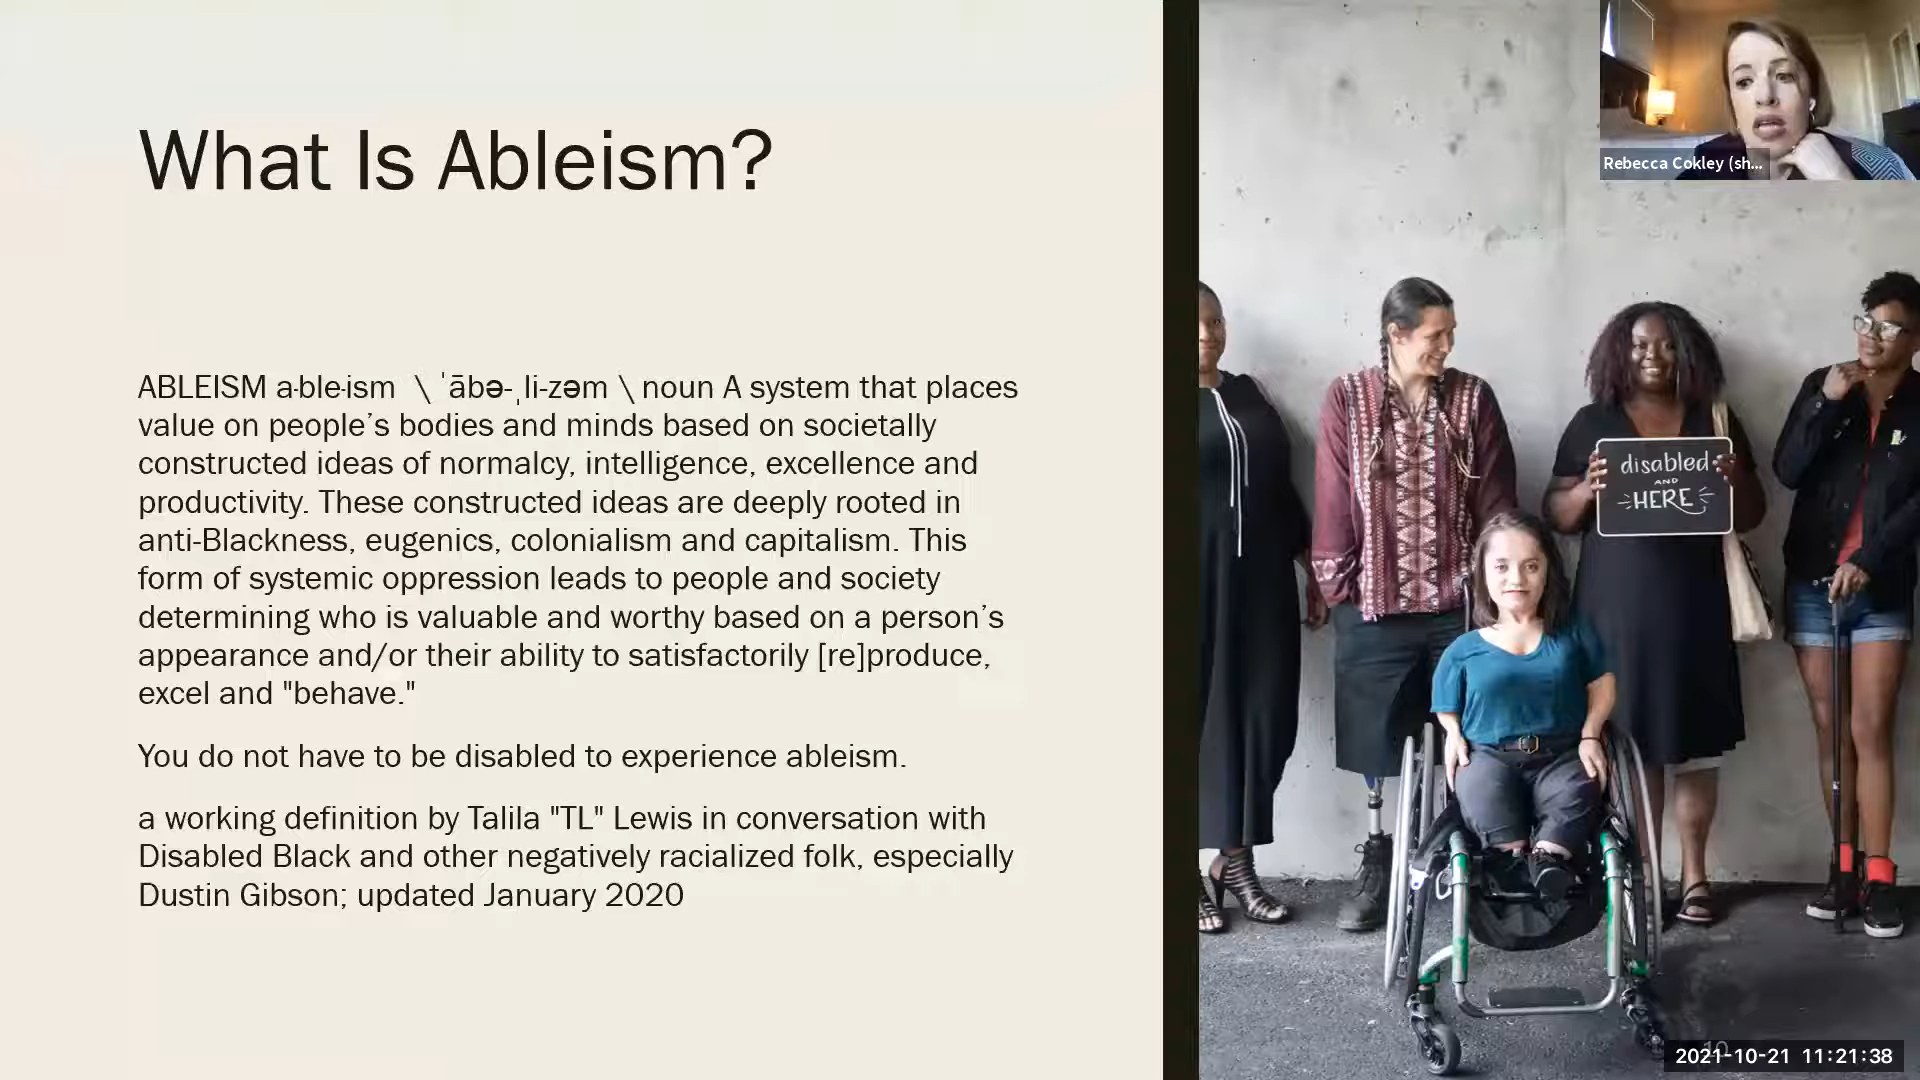 What Is Ableism?
ABLEISM a·ble·ism \ ˈābə-ˌli-zəm \ noun A system that places
value on people’s bodies and minds based on societally
constructed ideas of normalcy, intelligence, excellence and
productivity. These constructed ideas are deeply rooted in
anti-Blackness, eugenics, colonialism and capitalism. This
form of systemic oppression leads to people and society
determining who is valuable and worthy based on a person’s
appearance and/or their ability to satisfactorily [re]produce,
excel and "behave."
You do not have to be disabled to experience ableism.
a working definition by Talila "TL" Lewis in conversation with
Disabled Black and other negatively racialized folk, especially
Dustin Gibson; updated January 2020
Rebecca Cokley (sh...
disabled
AND
HERE
10
2021-10-21 11:21:38